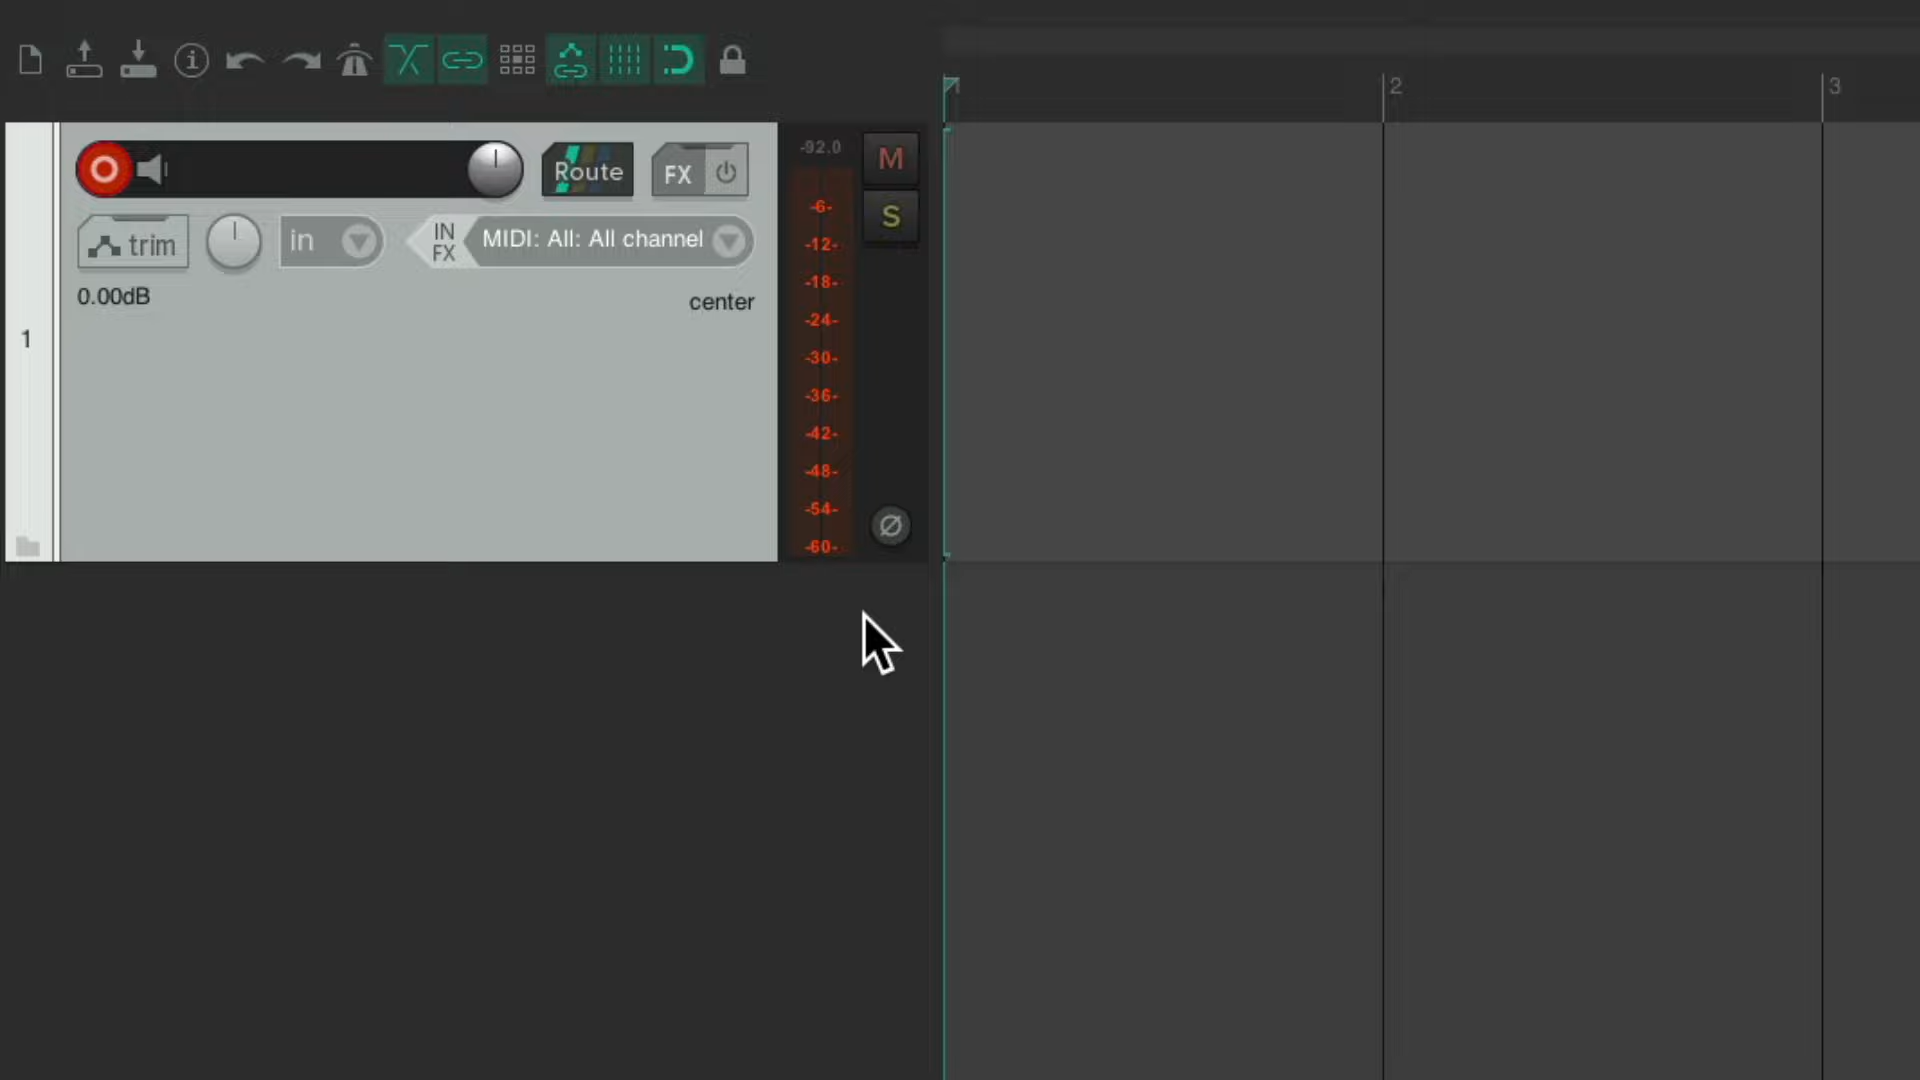 1 2 3
-92.0 M
Route FX
-6-
S
trim in IN FX MIDI: All: All channel
-12-
-18-
0.00dB center
-24-
1
-30-
-36-
-42-
-48-
-54-
-60-